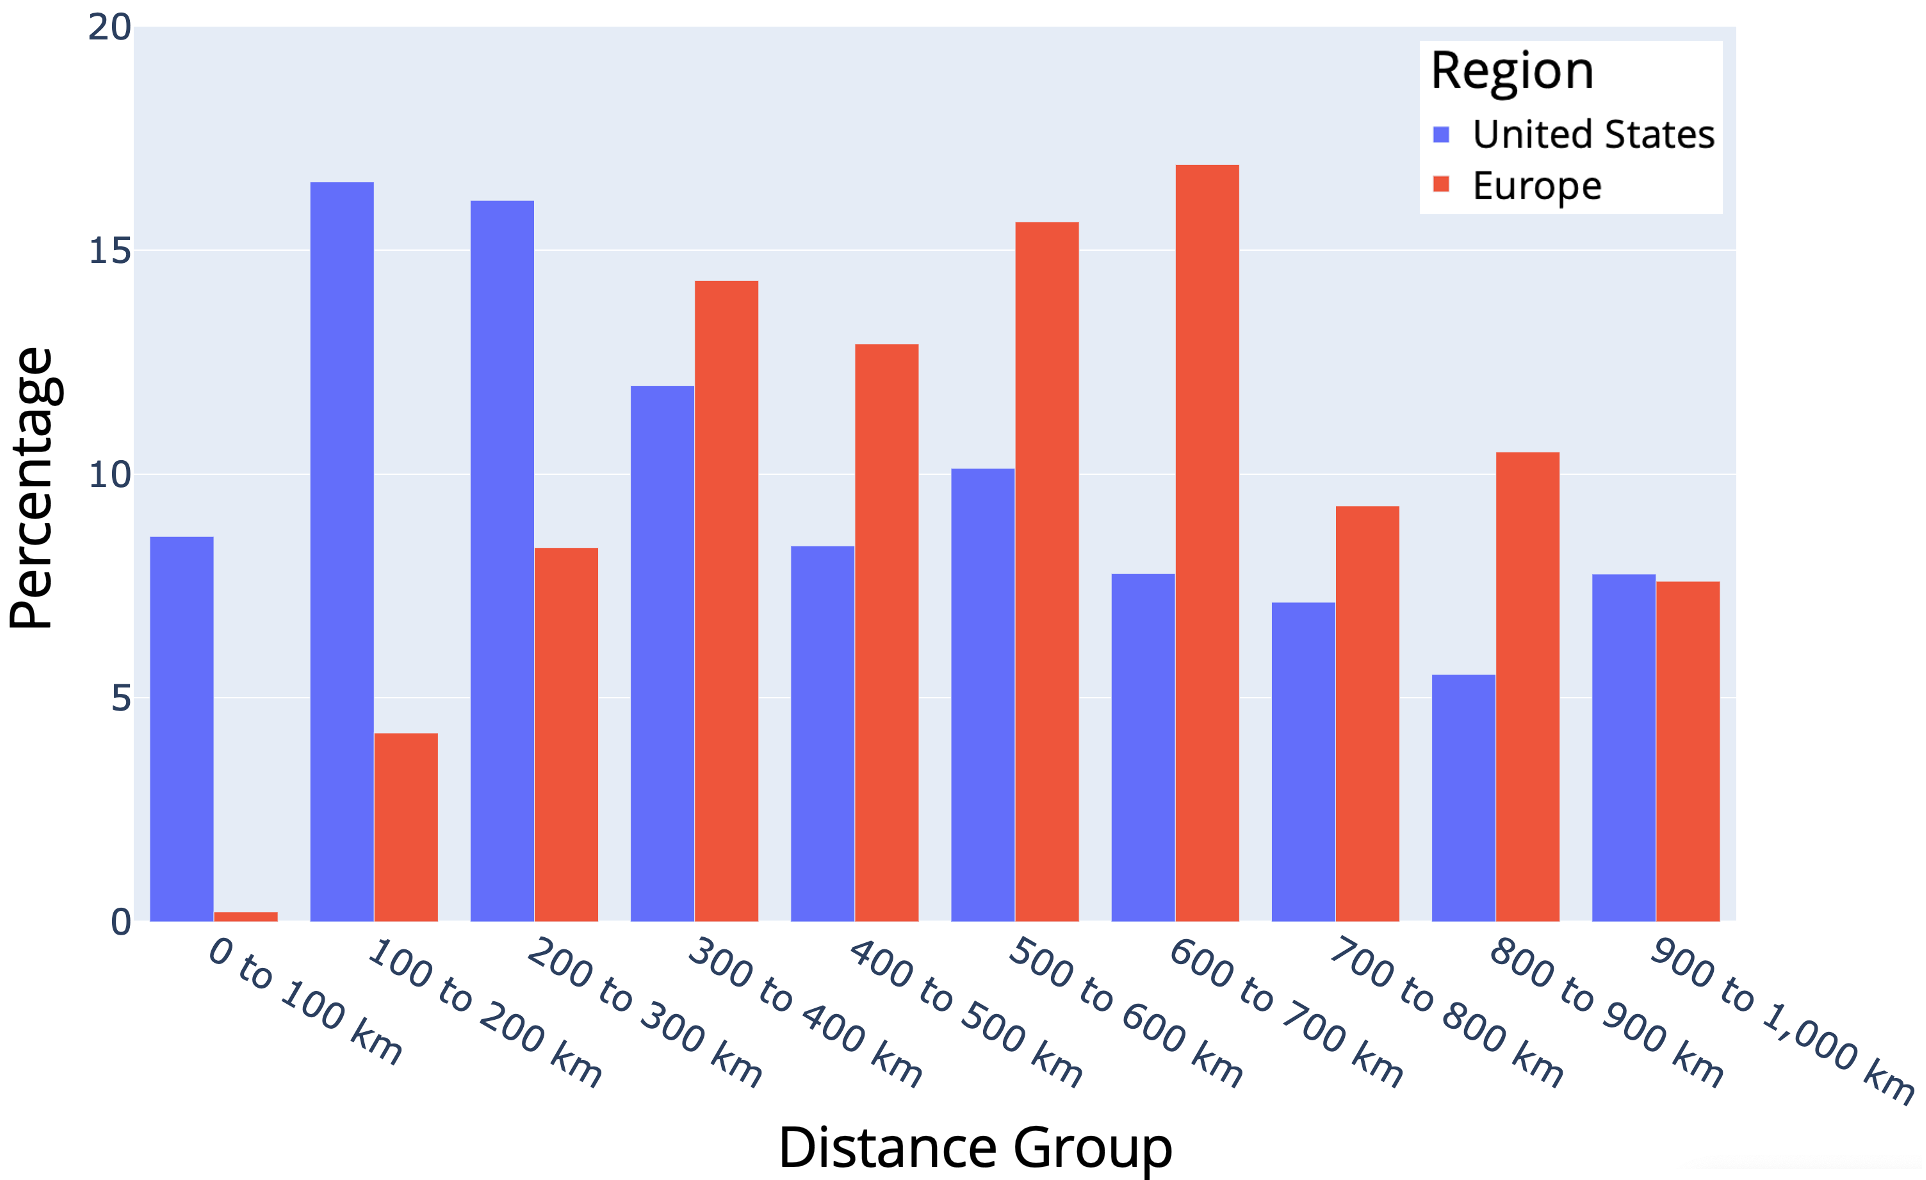 20
15
10
5
0
Percentage
Region
United States
Europe
0 to 100 km
100 to 200 km
200 to 300 km
300 to 400 km
400 to 500 km
500 to 600 km
600 to 700 km
700 to 800 km
800 to 900 km
900 to 1,000 km
Distance Group